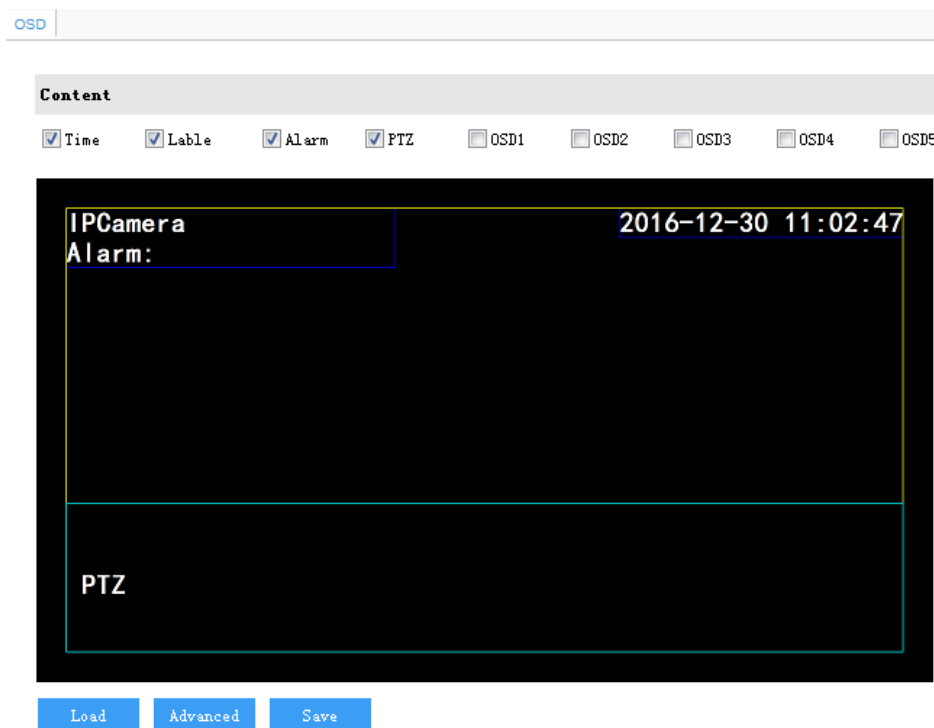 OSD
Content
Time Lable Alarm PTZ OSD1 OSD2 OSD3 OSD4 OSD5
IPCamera 2016-12-30 11:02:47
Alarm:
PTZ
Load Advanced Save